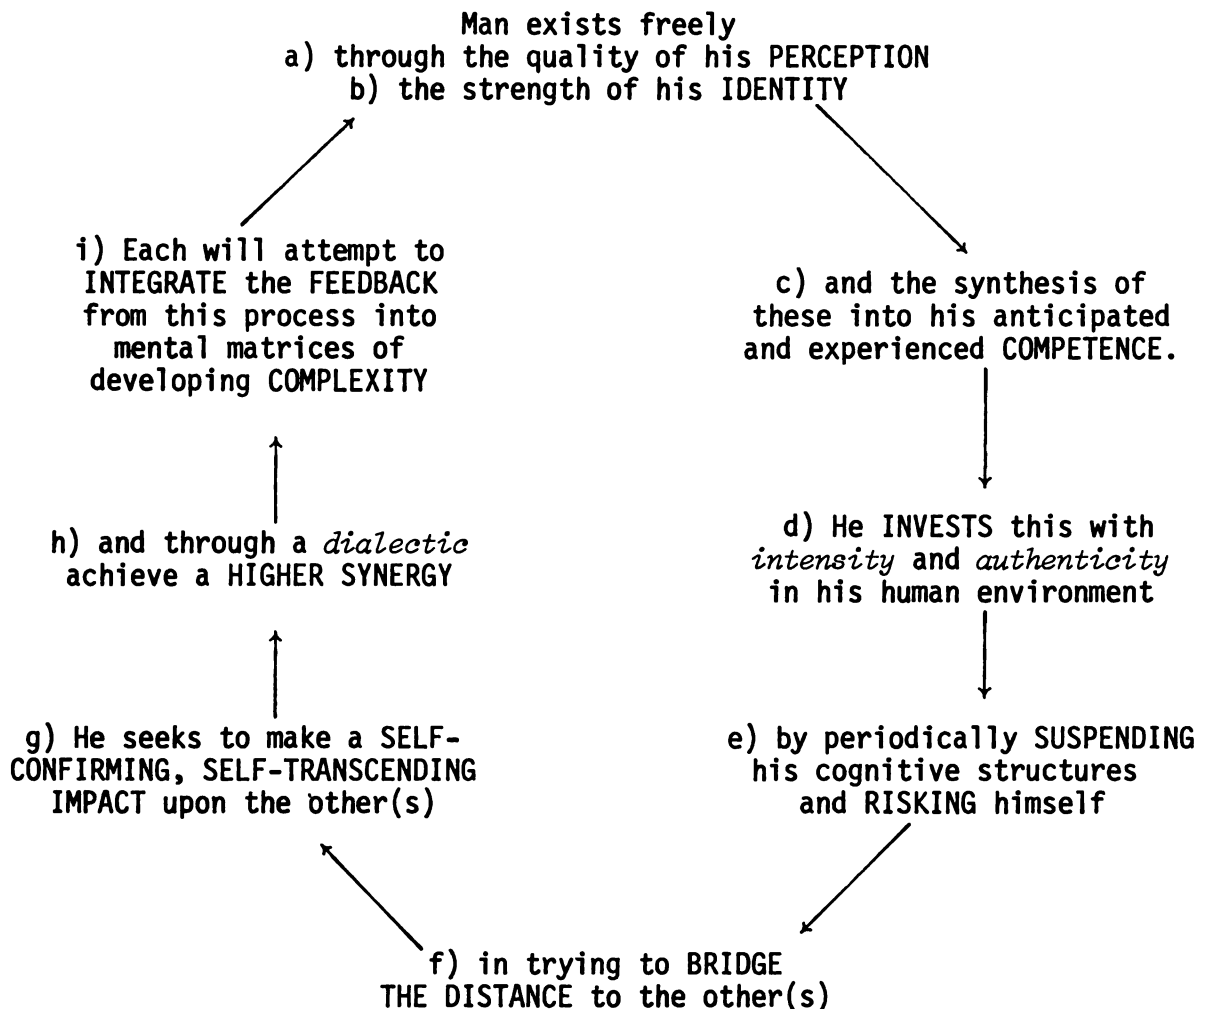 Man exists freely
a) through the quality of his PERCEPTION
b) the strength of his IDENTITY
c) and the synthesis of
these into his anticipated
and experienced COMPETENCE.
d) He INVESTS this with
intensity and authenticity
in his human environment
e) by periodically SUSPENDING
his cognitive structures
and RISKING himself
f) in trying to BRIDGE
THE DISTANCE to the other(s)
g) He seeks to make a SELF-
CONFIRMING, SELF-TRANSCENDING
IMPACT upon the other(s)
h) and through a dialectic
achieve a HIGHER SYNERGY
i) Each will attempt to
INTEGRATE the FEEDBACK
from this process into
mental matrices of
developing COMPLEXITY